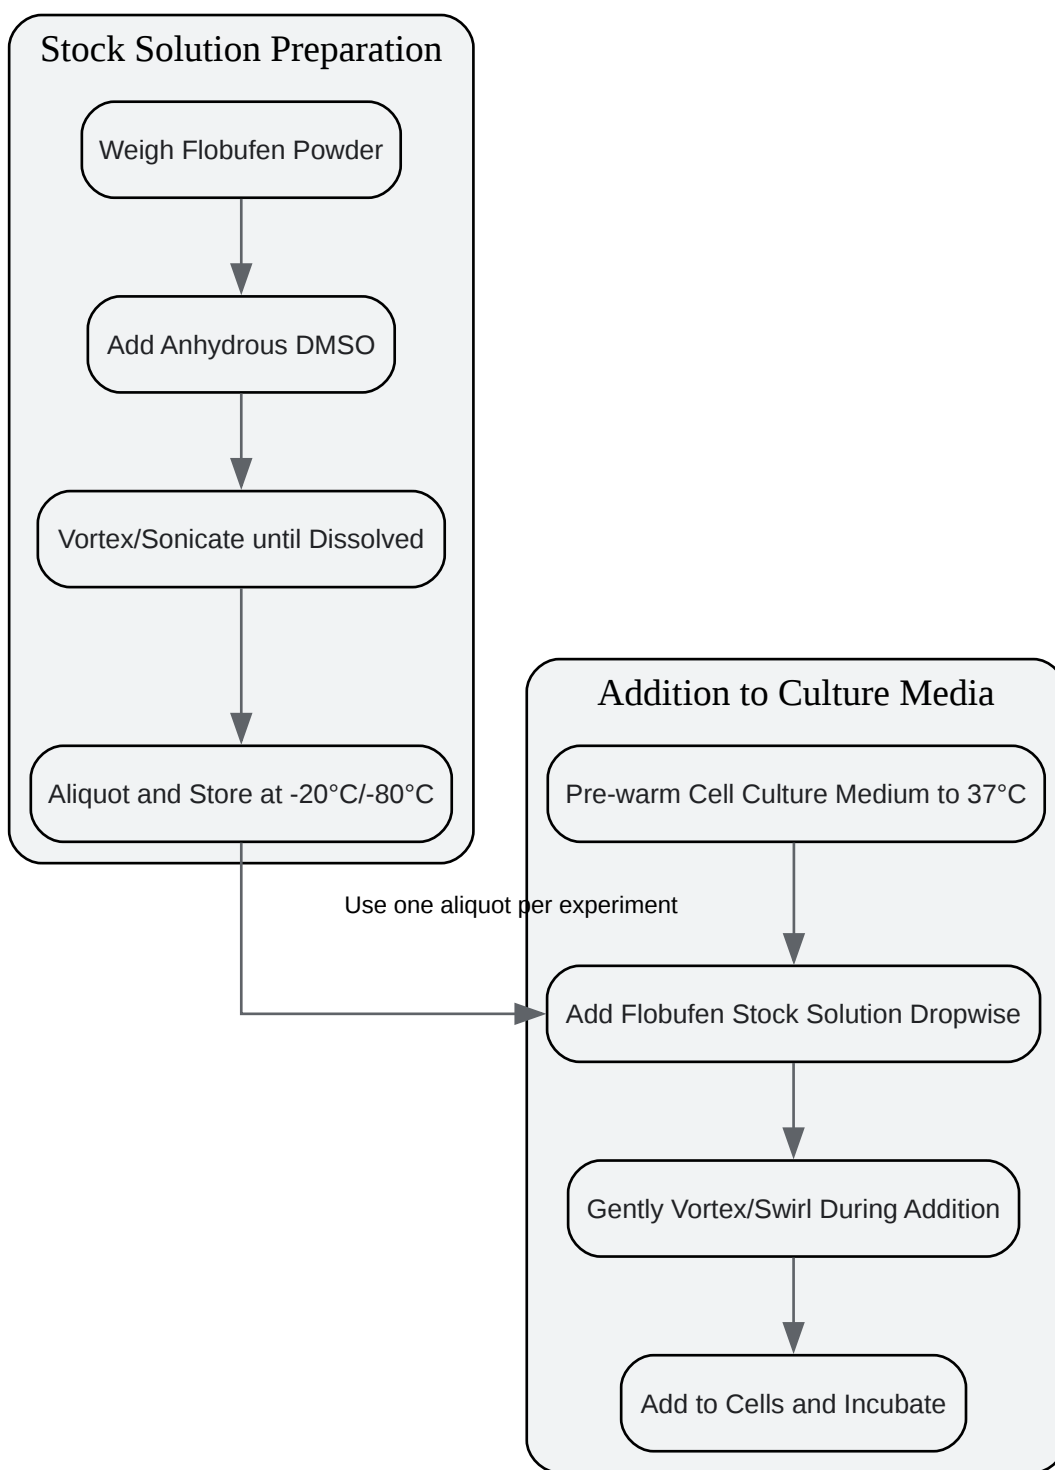 Stock Solution Preparation
Weigh Flobufen Powder
Add Anhydrous DMSO
Vortex/Sonicate until Dissolved
Aliquot and Store at -20°C/-80°C
Use one aliquot per experiment
Addition to Culture Media
Pre-warm Cell Culture Medium to 37°C
Add Flobufen Stock Solution Dropwise
Gently Vortex/Swirl During Addition
Add to Cells and Incubate